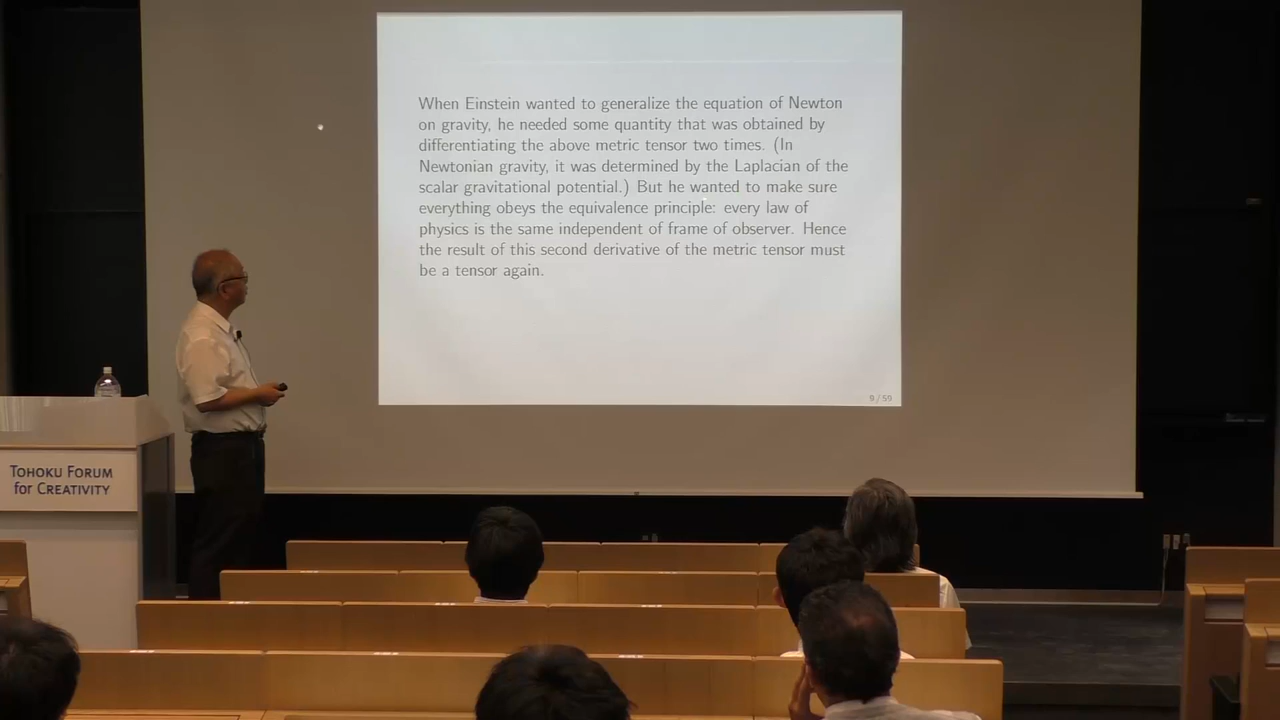 When Einstein wanted to generalize the equation of Newton
on gravity, he needed some quantity that was obtained by
differentiating the above metric tensor two times. (In
Newtonian gravity, it was determined by the Laplacian of the
scalar gravitational potential.) But he wanted to make sure
everything obeys the equivalence principle: every law of
physics is the same independent of frame of observer. Hence
the result of this second derivative of the metric tensor must
be a tensor again.
9 / 59
TOHOKU FORUM
for CREATIVITY